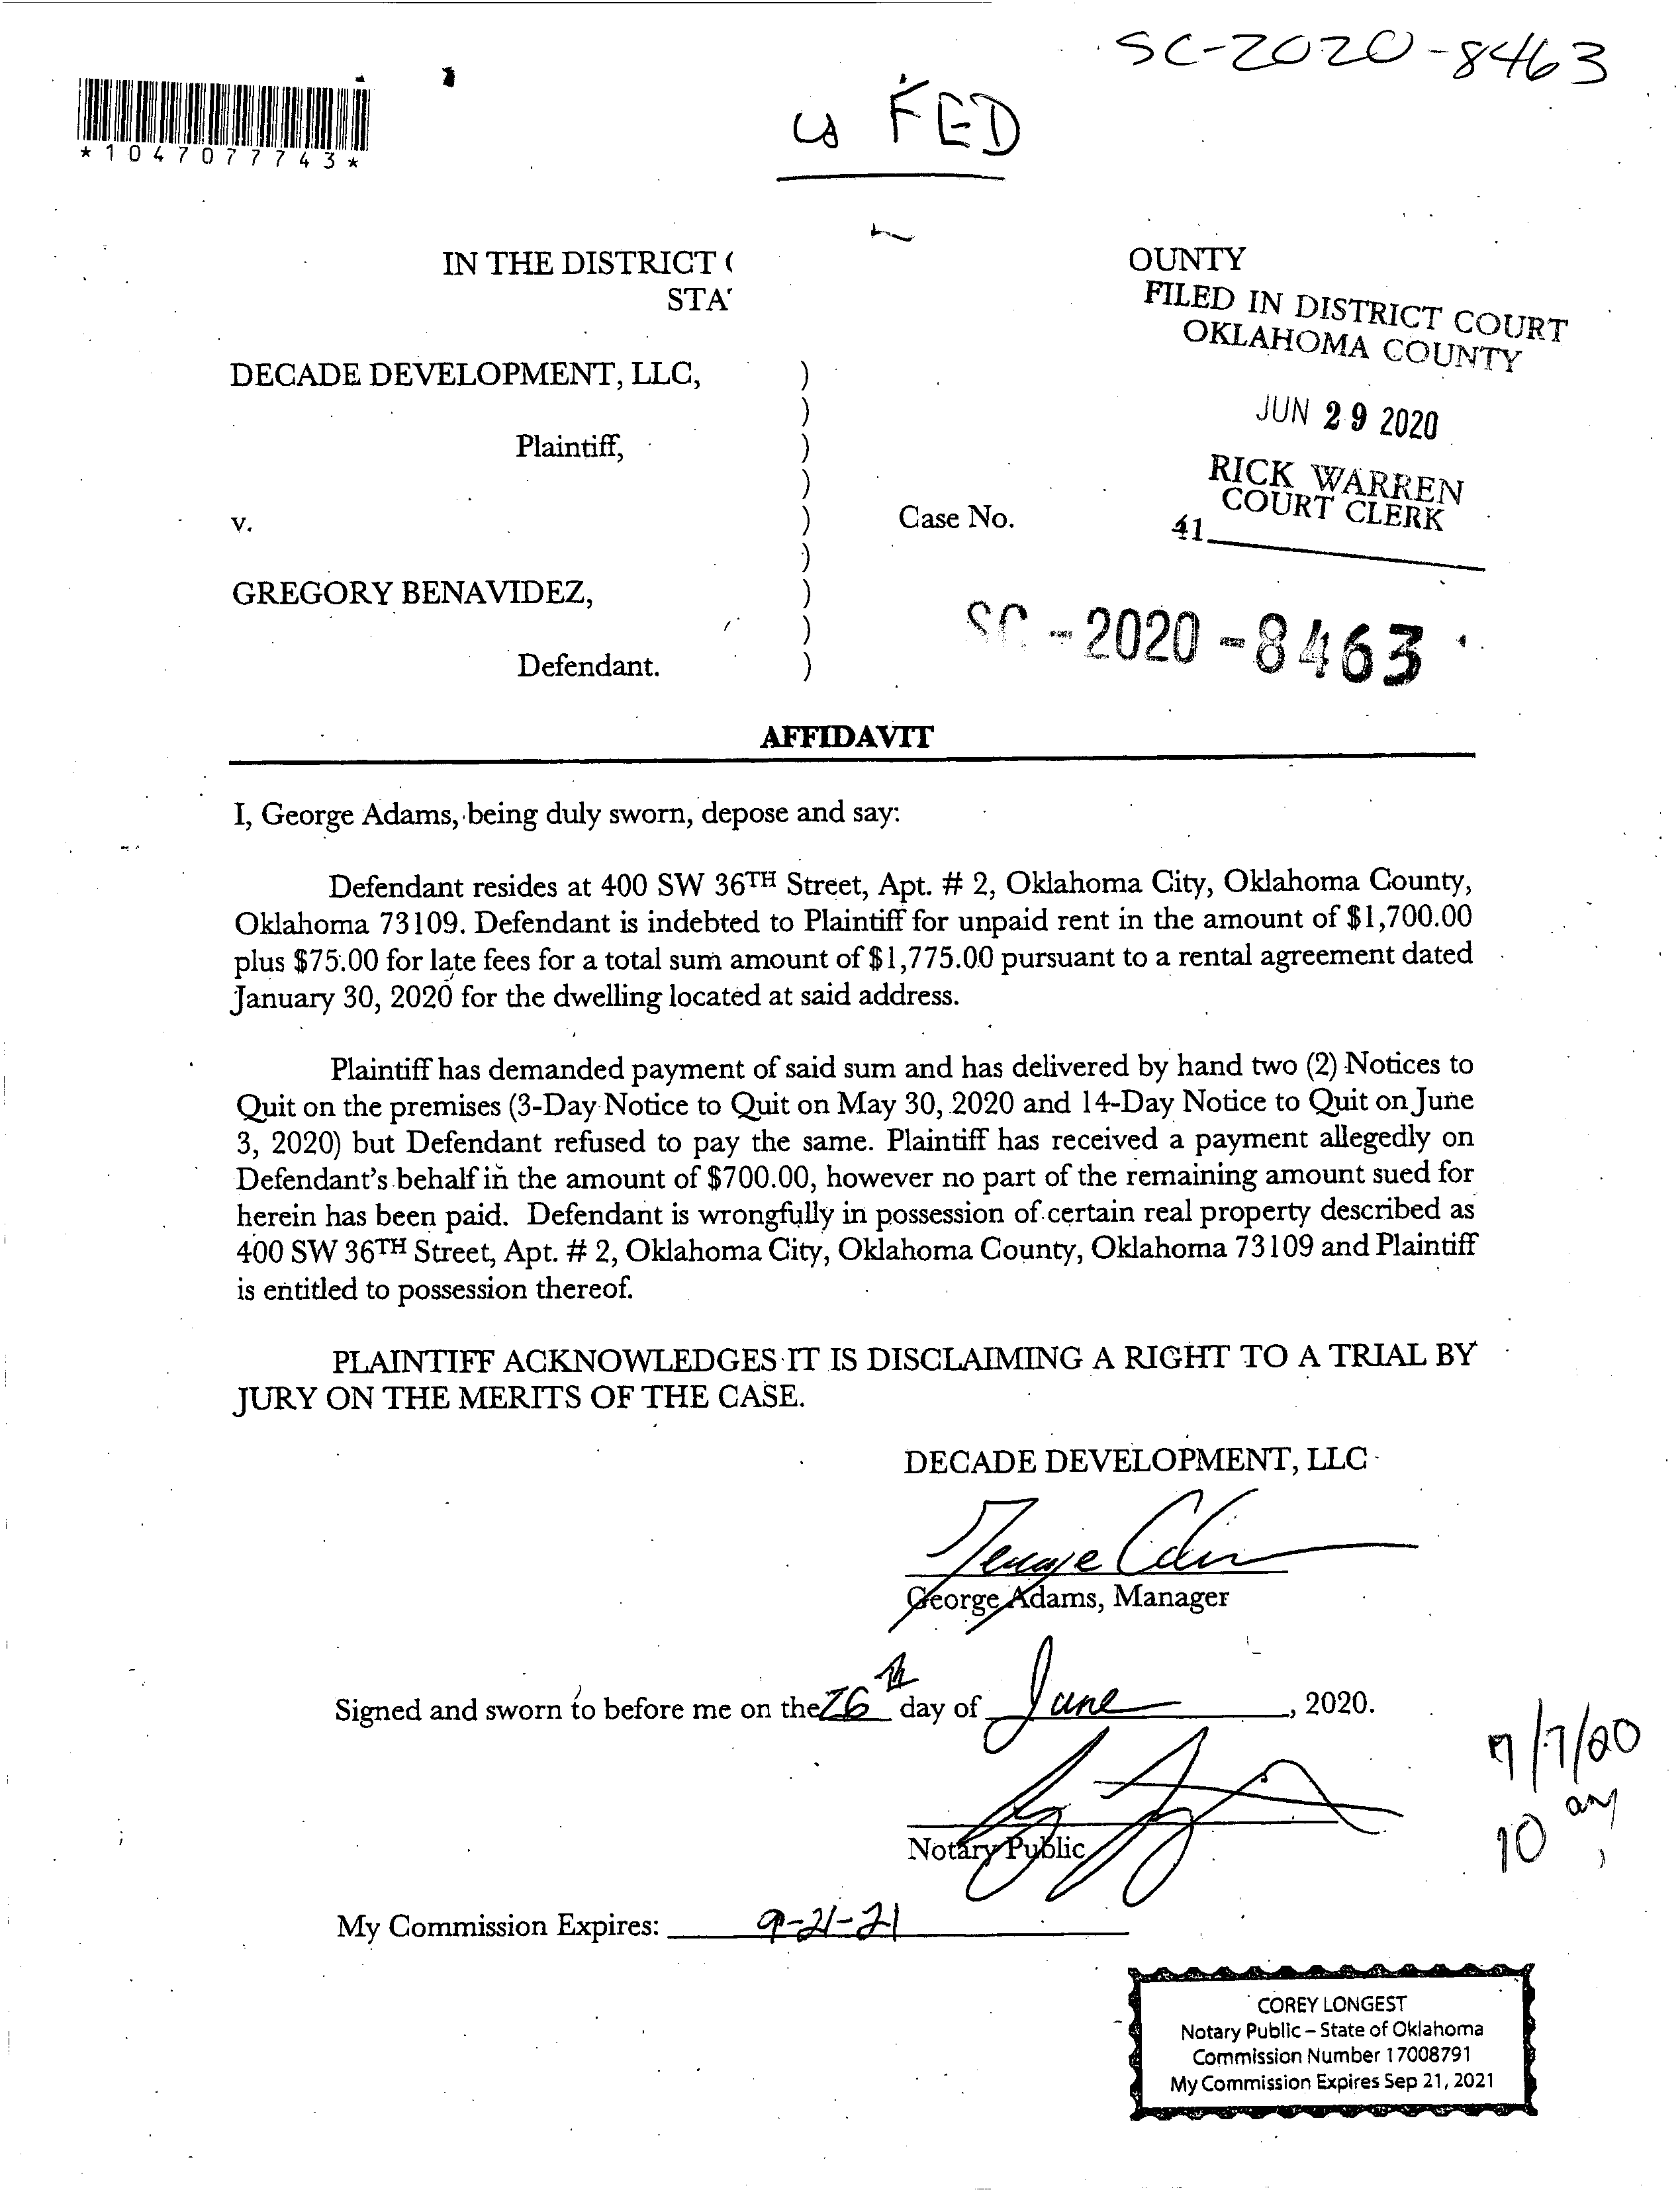 SC-2020-8463
*1047077743*
FED
IN THE DISTRICT
OUNTY
STA
FILED IN DISTRICT COURT
OKLAHOMA COUNTY
DECADE DEVELOPMENT, LLC, )
)
JUN 29 2020
Plaintiff, )
)
RICK WARREN
COURT CLERK
v. ) Case No.
41
)
GREGORY BENAVIDEZ, )
)
SC-2020-8463
Defendant. )
AFFIDAVIT
I, George Adams, being duly sworn, depose and say:
Defendant resides at 400 SW 36TH Street, Apt. # 2, Oklahoma City, Oklahoma County,
Oklahoma 73109. Defendant is indebted to Plaintiff for unpaid rent in the amount of $1,700.00
plus $75.00 for late fees for a total sum amount of $1,775.00 pursuant to a rental agreement dated
January 30, 2020 for the dwelling located at said address.
Plaintiff has demanded payment of said sum and has delivered by hand two (2) Notices to
Quit on the premises (3-Day Notice to Quit on May 30, 2020 and 14-Day Notice to Quit on June
3, 2020) but Defendant refused to pay the same. Plaintiff has received a payment allegedly on
Defendant's behalf in the amount of $700.00, however no part of the remaining amount sued for
herein has been paid. Defendant is wrongfully in possession of certain real property described as
400 SW 36TH Street, Apt. # 2, Oklahoma City, Oklahoma County, Oklahoma 73109 and Plaintiff
is entitled to possession thereof.
PLAINTIFF ACKNOWLEDGES IT IS DISCLAIMING A RIGHT TO A TRIAL BY
JURY ON THE MERITS OF THE CASE.
DECADE DEVELOPMENT, LLC
George Adams, Manager
Signed and sworn to before me on the 26th day of June, 2020.
7/7/20
10 am
Notary Public
My Commission Expires: 9-21-21
COREY LONGEST
Notary Public – State of Oklahoma
Commission Number 17008791
My Commission Expires Sep 21, 2021